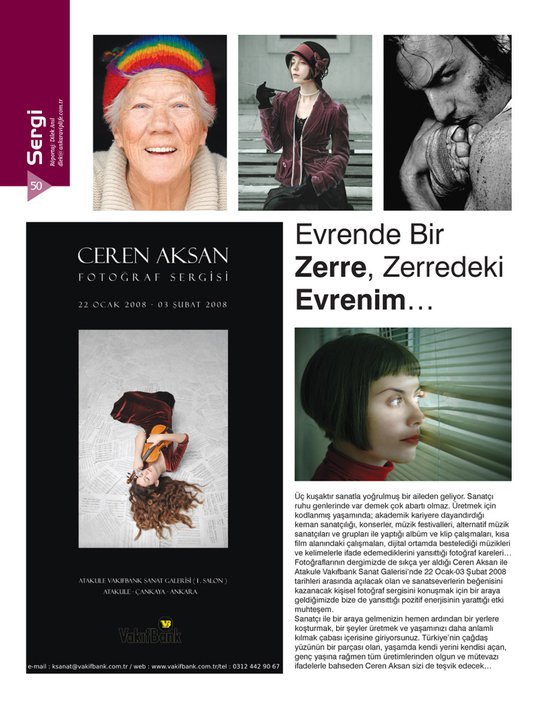 Sergi
Röportaj: Dilek Anıl
dilek@ankaravipjlife.com.tr
50
CEREN AKSAN
FOTOĞRAF SERGİSİ
22 OCAK 2008 - 03 ŞUBAT 2008
ATAKULE VAKIFBANK SANAT GALERİSİ ( 1. SALON )
ATAKULE - ÇANKAYA - ANKARA
VakıfBank
e-mail : ksanat@vakifbank.com.tr / web : www.vakifbank.com.tr/tel : 0312 442 90 67
Evrende Bir
Zerre, Zerredeki
Evrenim…
Üç kuşaktır sanatla yoğrulmuş bir aileden geliyor. Sanatçı
ruhu genlerinde var demek çok abartı olmaz. Üretmek için
kodlanmış yaşamında; akademik kariyere dayandırdığı
keman sanatçılığı, konserler, müzik festivalleri, alternatif müzik
sanatçıları ve grupları ile yaptığı albüm ve klip çalışmaları, kısa
film alanındaki çalışmaları, dijital ortamda bestelediği müzikleri
ve kelimelerle ifade edemediklerini yansıttığı fotoğraf kareleri…
Fotoğraflarının dergimizde de sıkça yer aldığı Ceren Aksan ile
Atakule Vakıfbank Sanat Galerisi'nde 22 Ocak-03 Şubat 2008
tarihleri arasında açılacak olan ve sanatseverlerin beğenisini
kazanacak kişisel fotoğraf sergisini konuşmak için bir araya
geldiğimizde bize de yansıttığı pozitif enerjisinin yarattığı etki
muhteşem.
Sanatçı ile bir araya gelmenizin hemen ardından bir yerlere
koşturmak, bir şeyler üretmek ve yaşamınızı daha anlamlı
kılmak çabası içerisine giriyorsunuz. Türkiye'nin çağdaş
yüzünün bir parçası olan, yaşamda kendi yerini kendisi açan,
genç yaşına rağmen tüm üretimlerinden olgun ve mütevazı
ifadelerle bahseden Ceren Aksan sizi de teşvik edecek…